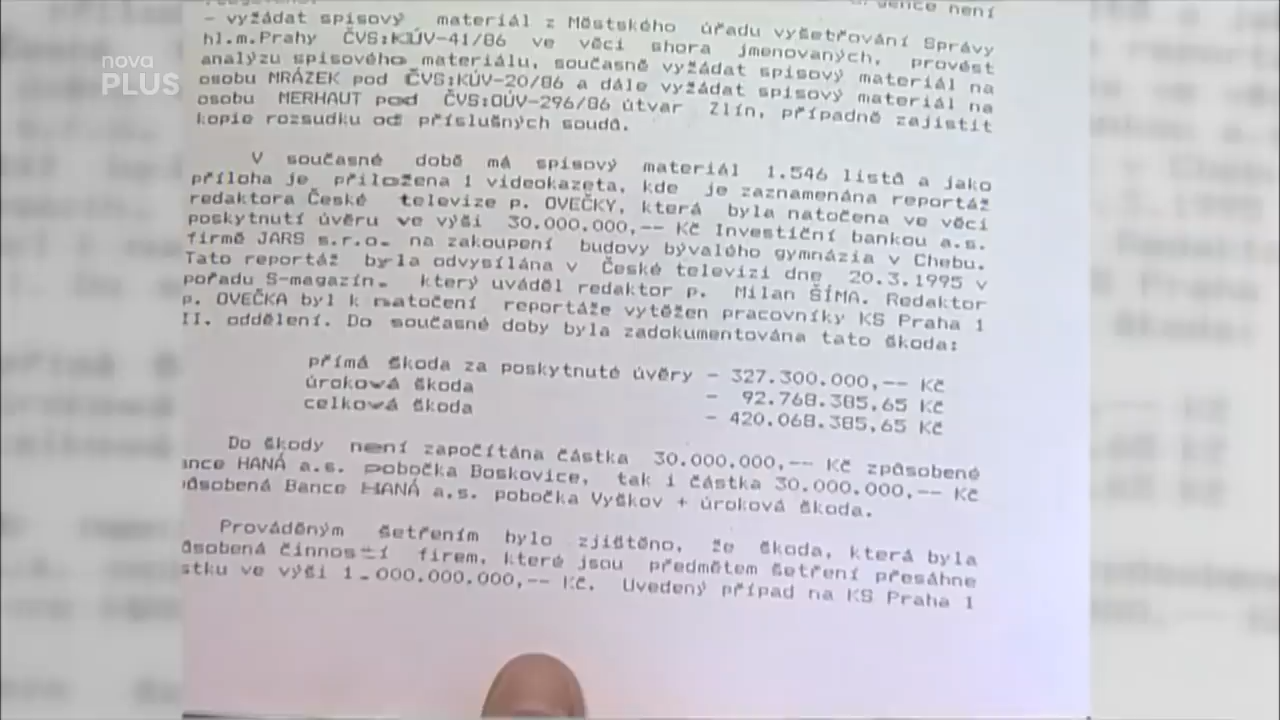 nova
PLUS
není
- vyžádat spisový materiál z Městského úřadu vyšetřování Správy
hl.m.Prahy ČVS:KÚV-41/86 ve věci shora jmenovaných, provést
analýzu spisového materiálu, současně vyžádat spisový materiál na
osobu MRÁZEK pod ČVS:KÚV-20/86 a dále vyžádat spisový materiál na
osobu MERHAUT pod ČVS:OÚV-296/86 útvar Zlín, případně zajistit
kopie rozsudku od příslušných soudů.
V současné době má spisový materiál 1.546 listů a jako
příloha je přiložena 1 videokazeta, kde je zaznamenána reportáž
redaktora České televize p. OVEČKY, která byla natočena ve věci
poskytnutí úvěru ve výši 30.000.000,-- Kč Investiční bankou a.s.
firmě JARS s.r.o. na zakoupení budovy bývalého gymnázia v Chebu.
Tato reportáž byla odvysílána v České televizi dne 20.3.1995 v
pořadu S-magazín. který uváděl redaktor p. Milan ŠÍMA. Redaktor
p. OVEČKA byl k natočení reportáže vytěžen pracovníky KS Praha 1
II. oddělení. Do současné doby byla zadokumentována tato škoda:
přímá škoda za poskytnuté úvěry - 327.300.000,-- Kč
úroková škoda - 92.768.385,65 Kč
celková škoda - 420.068.385,65 Kč
Do škody není započítána částka 30.000.000,-- Kč způsobené
ance HANÁ a.s. pobočka Boskovice, tak i částka 30.000.000,-- Kč
ůsobená Bance HANÁ a.s. pobočka Vyškov + úroková škoda.
Prováděným šetřením bylo zjištěno, že škoda, která byla
ůsobená činností firem, které jsou předmětem šetření přesáhne
stku ve výši 1.000.000.000,-- Kč. Uvedený případ na KS Praha 1